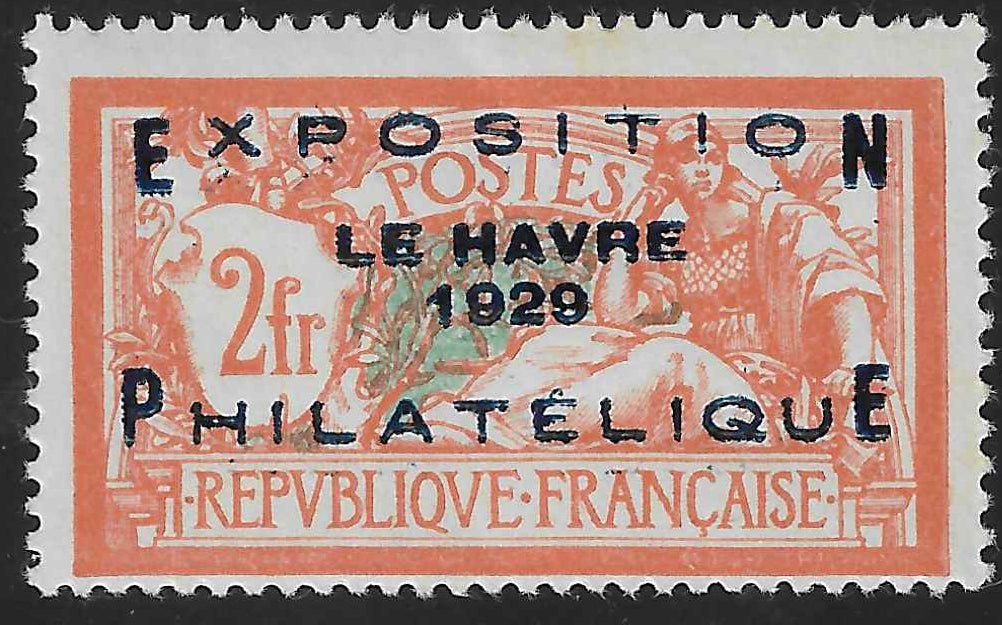 EXPOSITION
POSTES
LE HAVRE
2fr
1929
PHILATÉLIQUE
·REPVBLIQVE·FRANÇAISE·